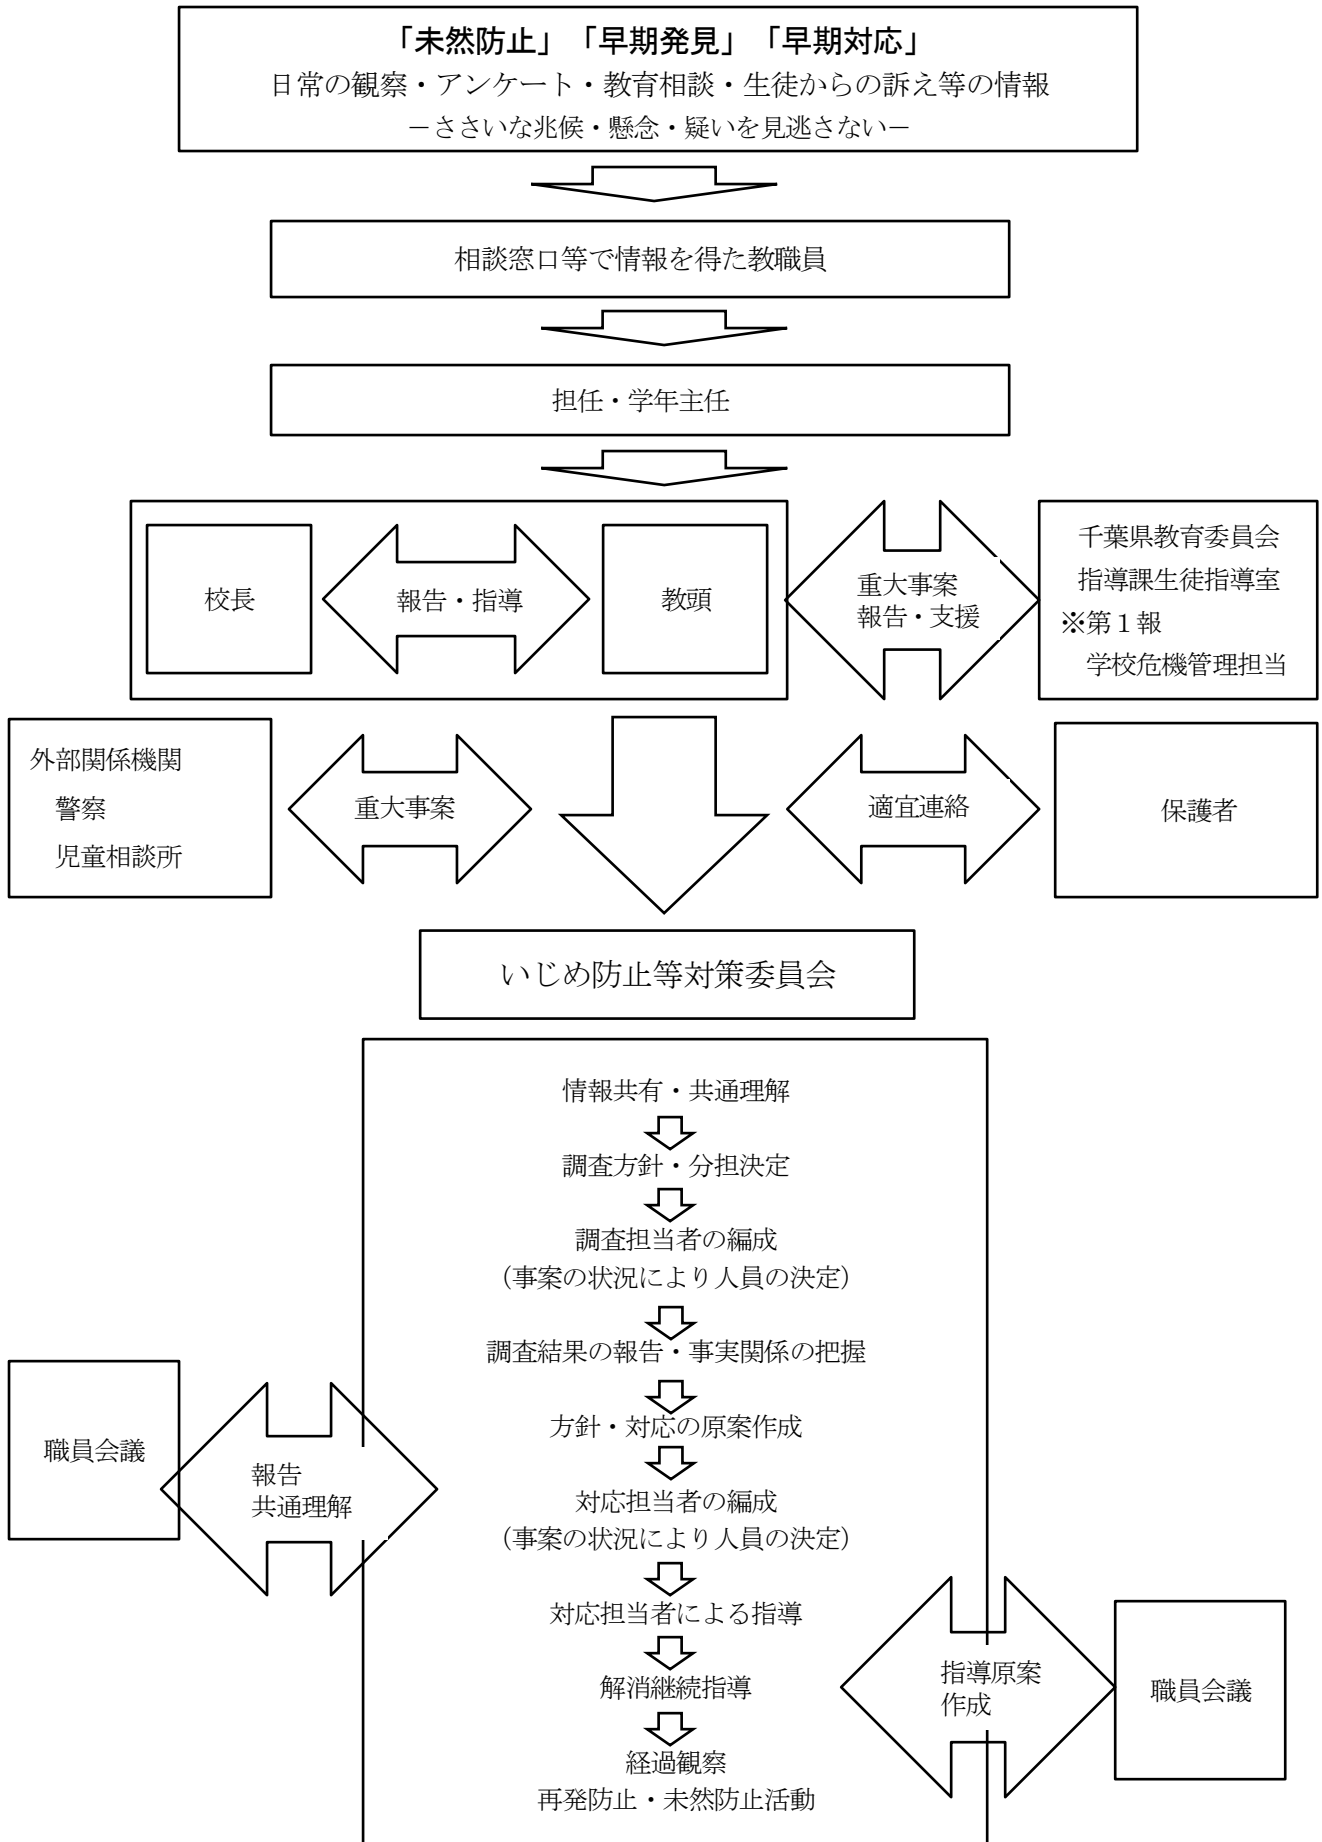 「未然防止」「早期発見」「早期対応」
日常の観察・アンケート・教育相談・生徒からの訴え等の情報
－ささいな兆候・懸念・疑いを見逃さない－
相談窓口等で情報を得た教職員
担任・学年主任
校長
報告・指導
教頭
重大事案
報告・支援
千葉県教育委員会
指導課生徒指導室
※第１報
学校危機管理担当
外部関係機関
警察
児童相談所
重大事案
適宜連絡
保護者
いじめ防止等対策委員会
情報共有・共通理解
調査方針・分担決定
調査担当者の編成
（事案の状況により人員の決定）
調査結果の報告・事実関係の把握
方針・対応の原案作成
職員会議
報告
共通理解
対応担当者の編成
（事案の状況により人員の決定）
対応担当者による指導
解消継続指導
指導原案
作成
職員会議
経過観察
再発防止・未然防止活動